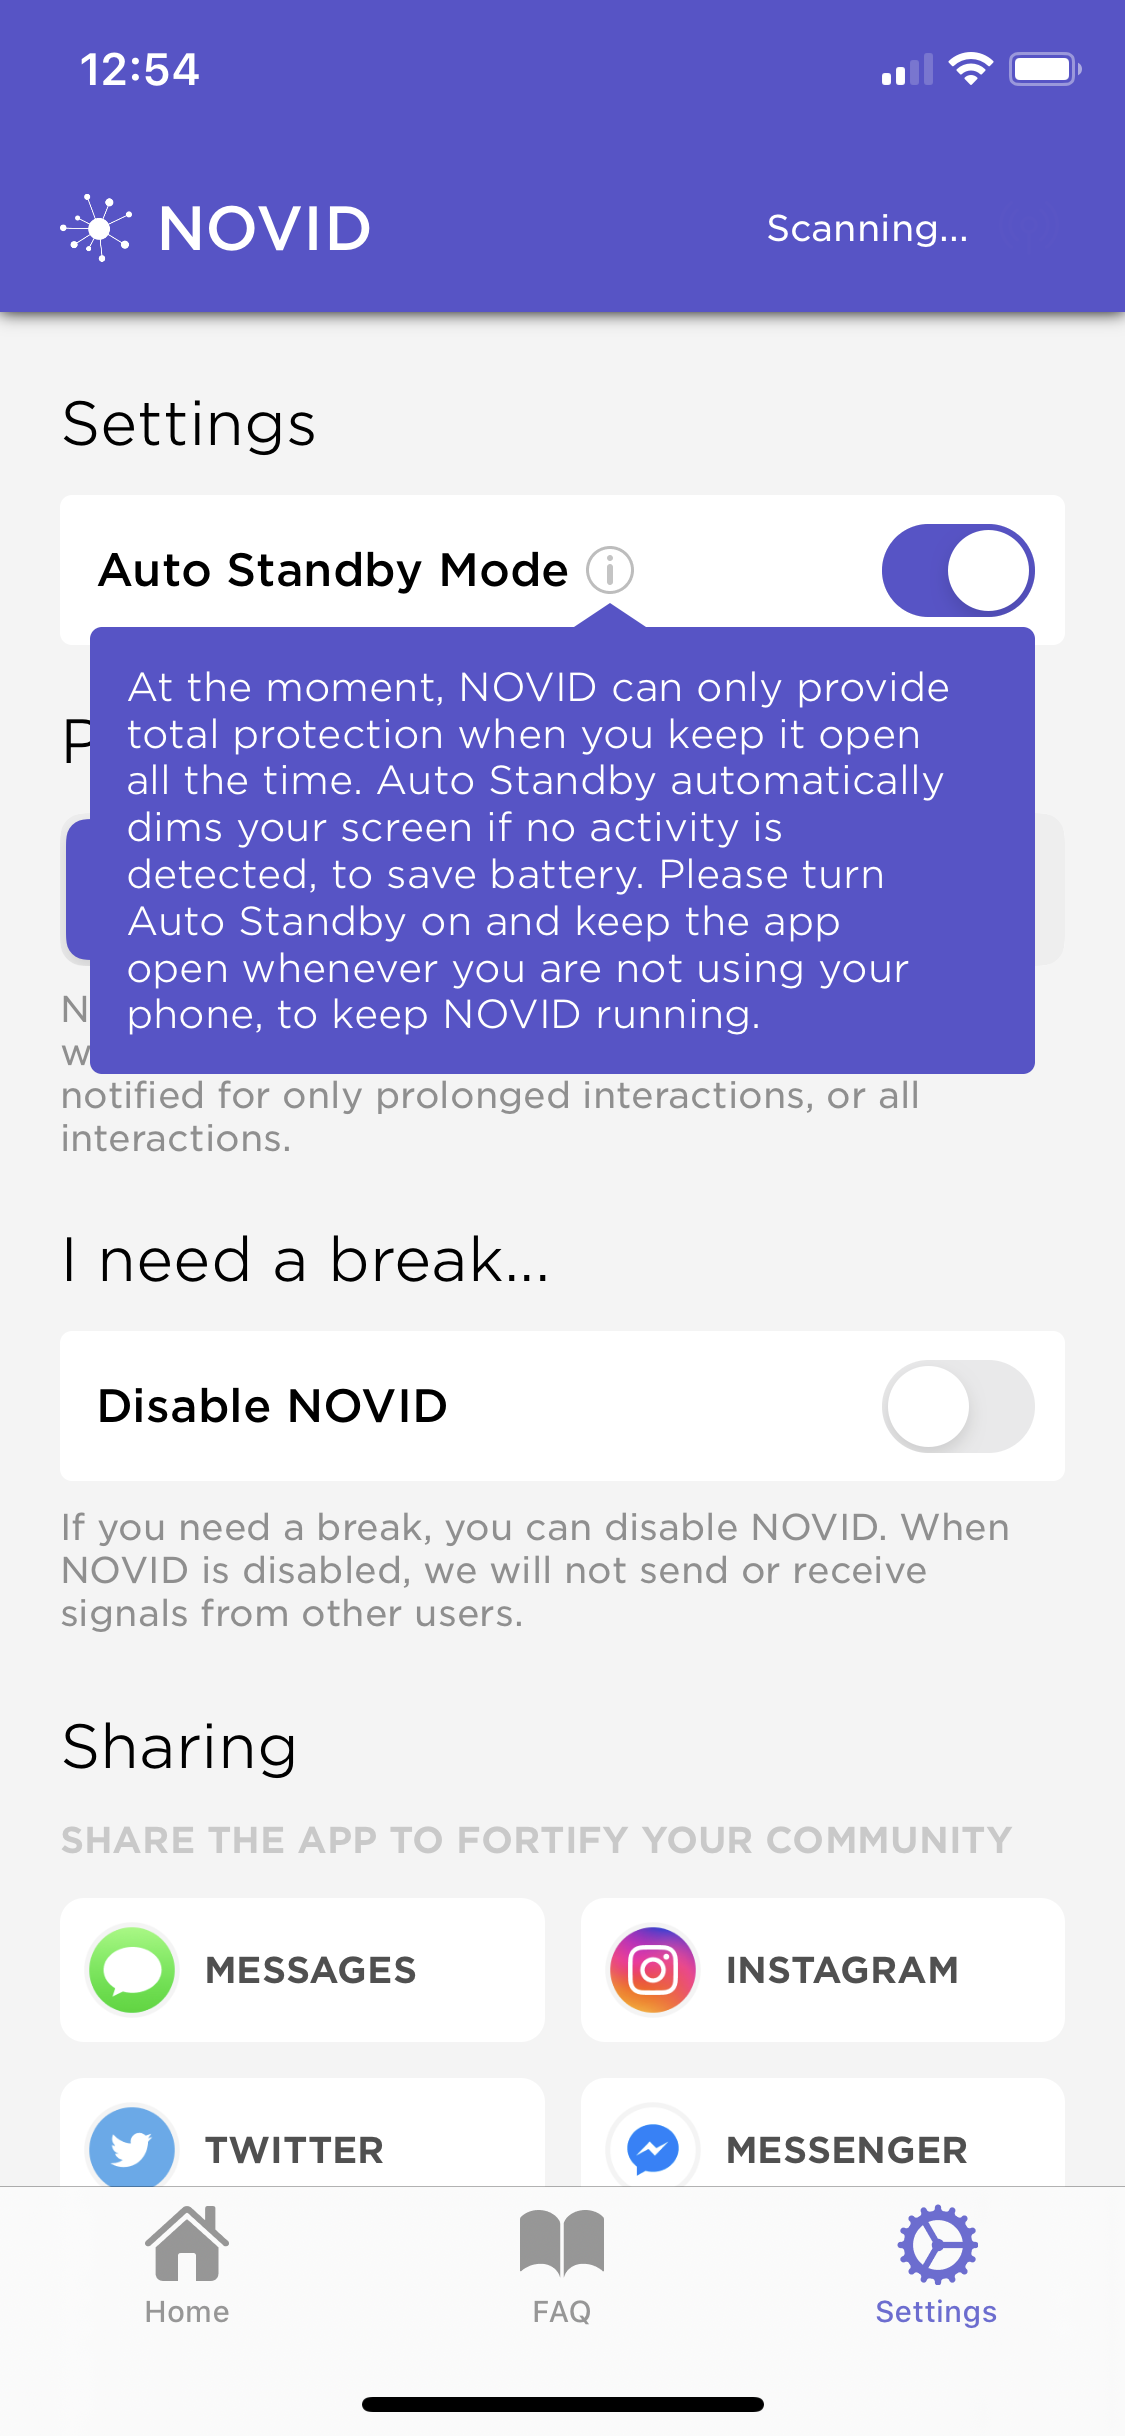 12:54
NOVID
Scanning...
Settings
Auto Standby Mode
At the moment, NOVID can only provide
total protection when you keep it open
all the time. Auto Standby automatically
dims your screen if no activity is
detected, to save battery. Please turn
Auto Standby on and keep the app
open whenever you are not using your
phone, to keep NOVID running.
notified for only prolonged interactions, or all
interactions.
I need a break...
Disable NOVID
If you need a break, you can disable NOVID. When
NOVID is disabled, we will not send or receive
signals from other users.
Sharing
SHARE THE APP TO FORTIFY YOUR COMMUNITY
MESSAGES
INSTAGRAM
TWITTER
MESSENGER
Home
FAQ
Settings